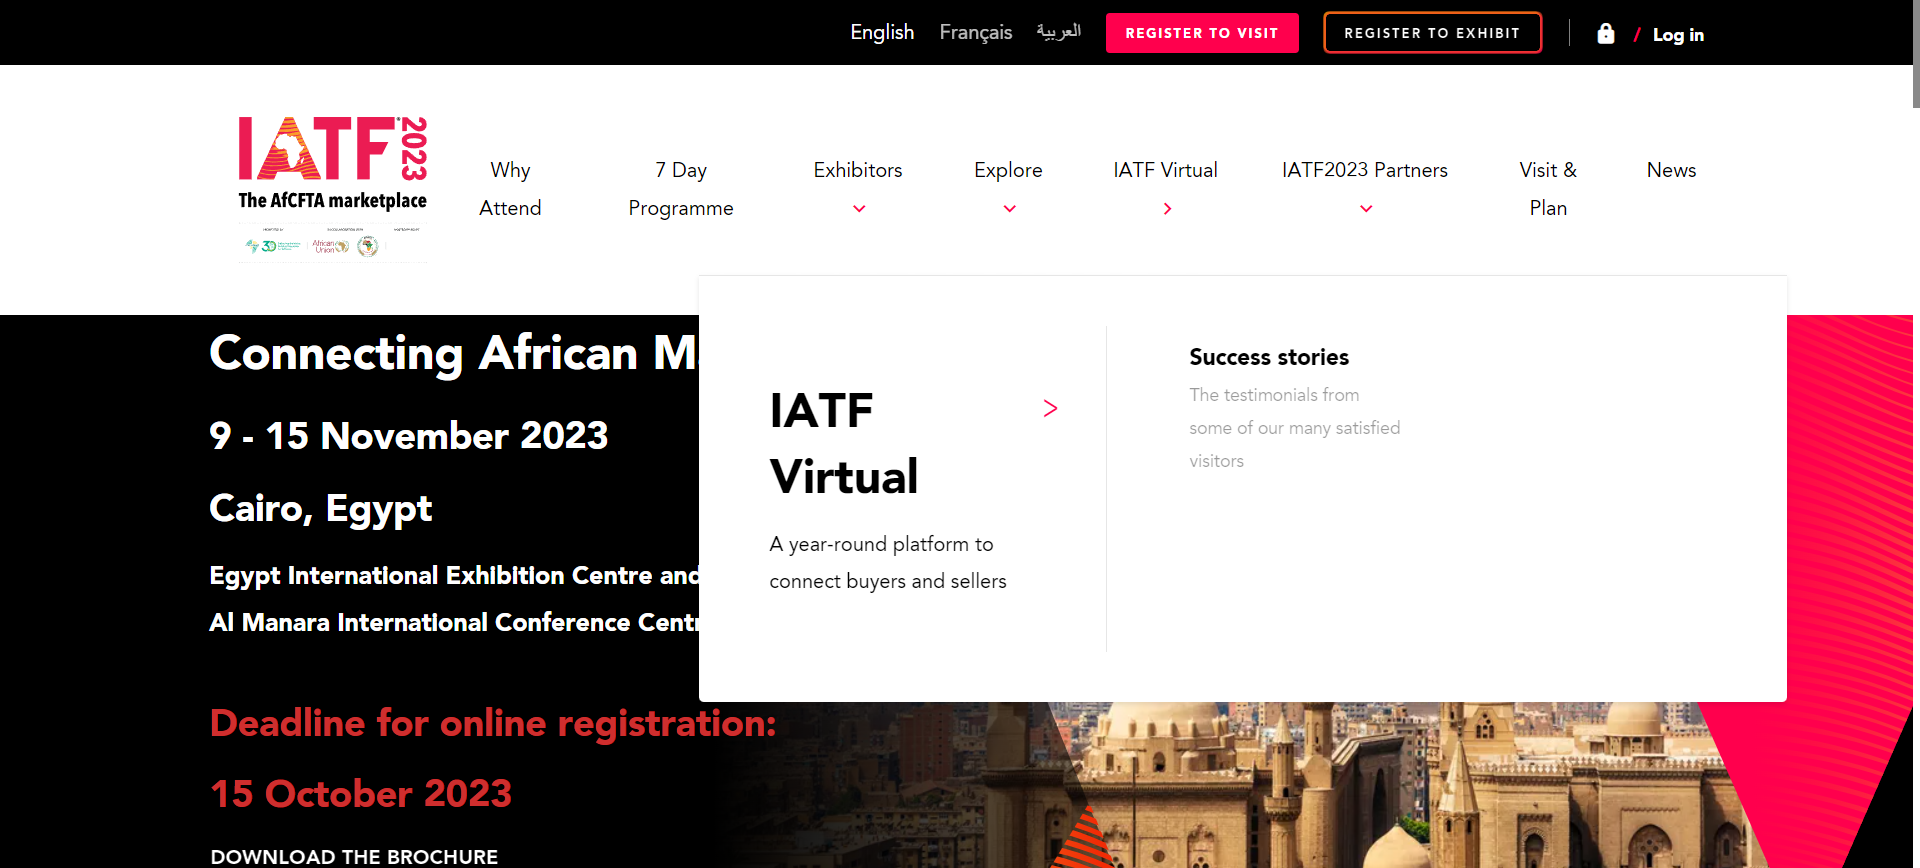 English Français العربية REGISTER TO VISIT REGISTER TO EXHIBIT / Log in
IATF 2023
The AfCFTA marketplace
African
Union
Why
Attend
7 Day
Programme
Exhibitors
Explore
IATF Virtual
IATF2023 Partners
Visit &
Plan
News
Connecting African M
9 - 15 November 2023
Cairo, Egypt
Egypt International Exhibition Centre and
Al Manara International Conference Cent
Deadline for online registration:
15 October 2023
DOWNLOAD THE BROCHURE
IATF
Virtual
>
A year-round platform to
connect buyers and sellers
Success stories
The testimonials from
some of our many satisfied
visitors